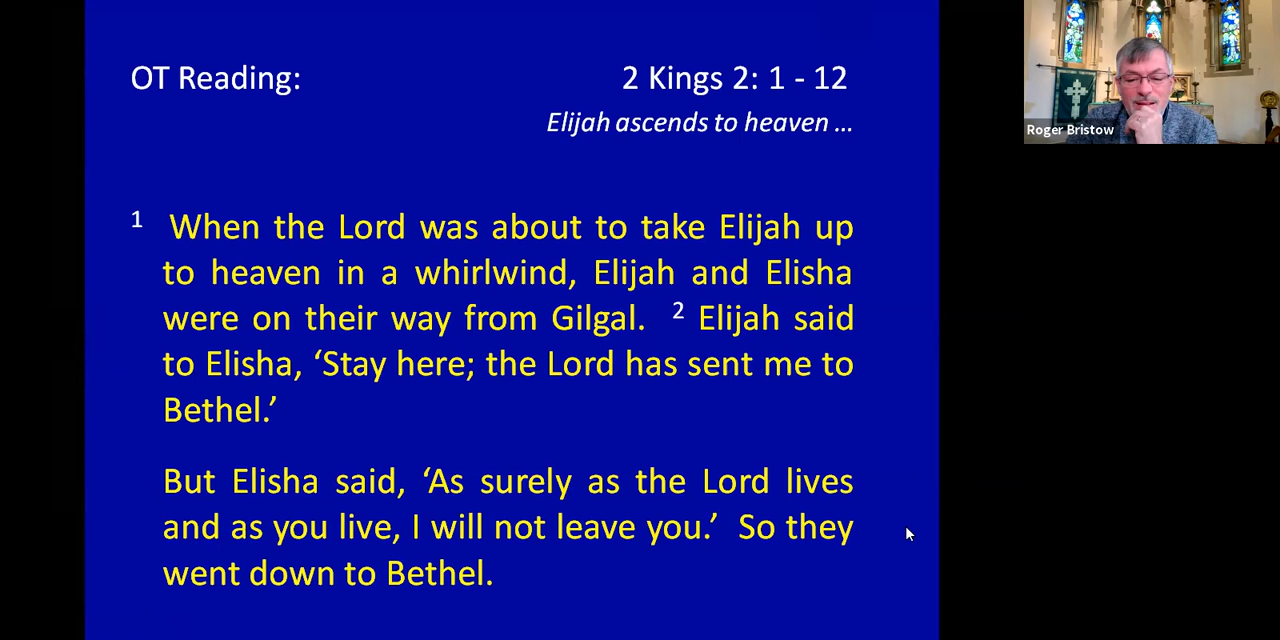 OT Reading: 2 Kings 2: 1 - 12
Elijah ascends to heaven ...
1 When the Lord was about to take Elijah up
to heaven in a whirlwind, Elijah and Elisha
were on their way from Gilgal. 2 Elijah said
to Elisha, ‘Stay here; the Lord has sent me to
Bethel.’
But Elisha said, ‘As surely as the Lord lives
and as you live, I will not leave you.’ So they
went down to Bethel.
Roger Bristow